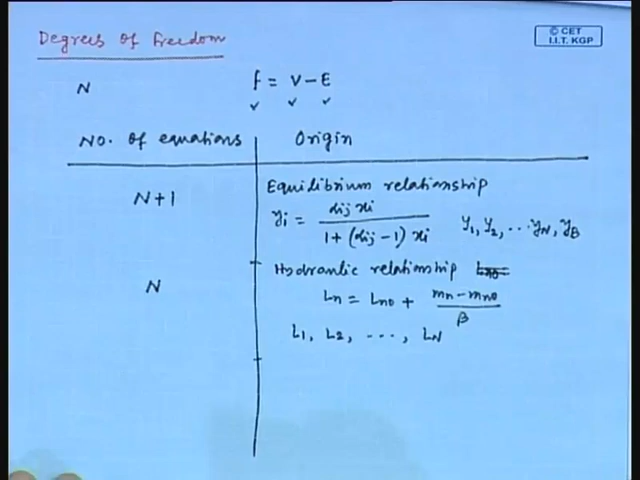 Degrees of freedom
© CET
I.I.T. KGP
N f = V - E
No. of equations Origin
N+1 Equilibrium relationship
yi = αij xi / 1 + (αij - 1) xi y1, y2, ... yN, yB
N Hydraulic relationship
Ln = Ln0 + mn - mn0 / β
L1, L2, ..., LN